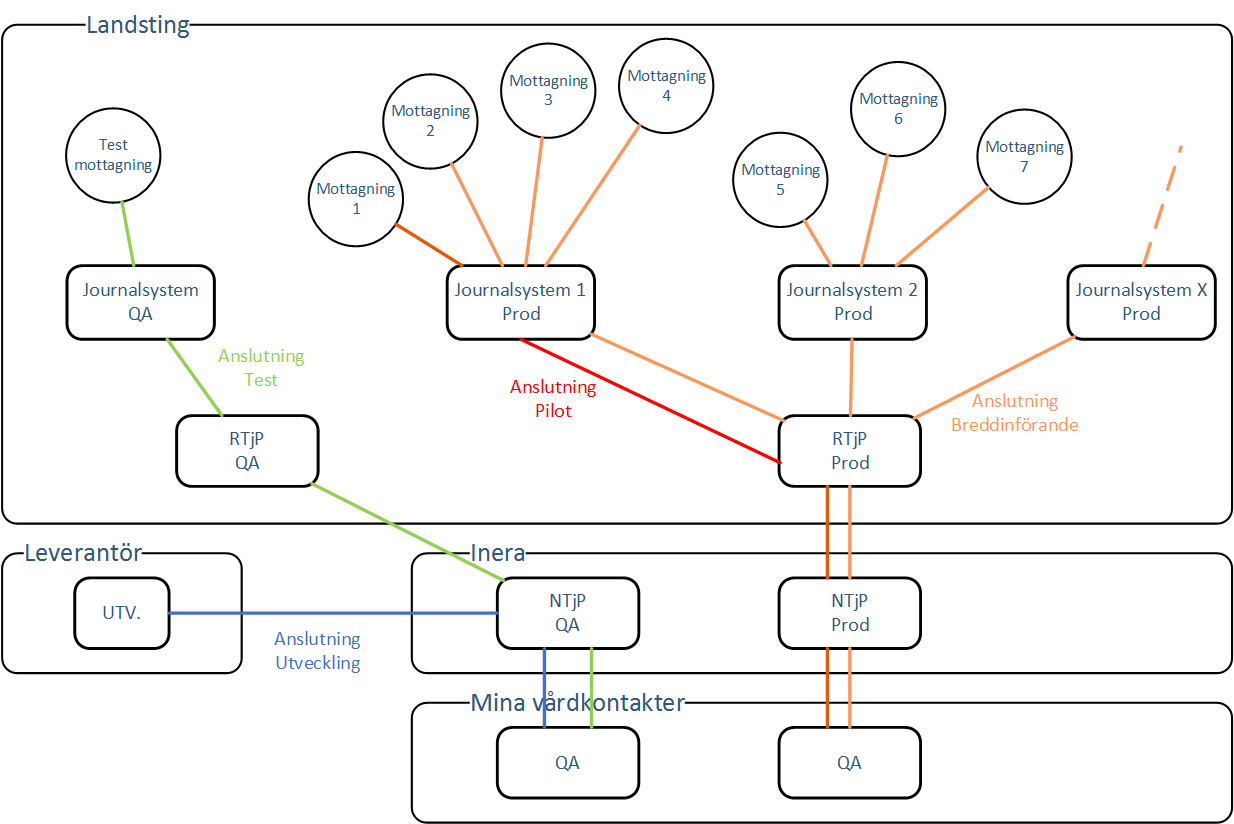 Landsting
Test
mottagning
Mottagning
1
Mottagning
2
Mottagning
3
Mottagning
4
Mottagning
5
Mottagning
6
Mottagning
7
Journalsystem
QA
Journalsystem 1
Prod
Journalsystem 2
Prod
Journalsystem X
Prod
Anslutning
Test
Anslutning
Pilot
Anslutning
Breddinförande
RTjP
QA
RTjP
Prod
Leverantör
UTV.
Anslutning
Utveckling
Inera
NTjP
QA
NTjP
Prod
Mina vårdkontakter
QA
QA